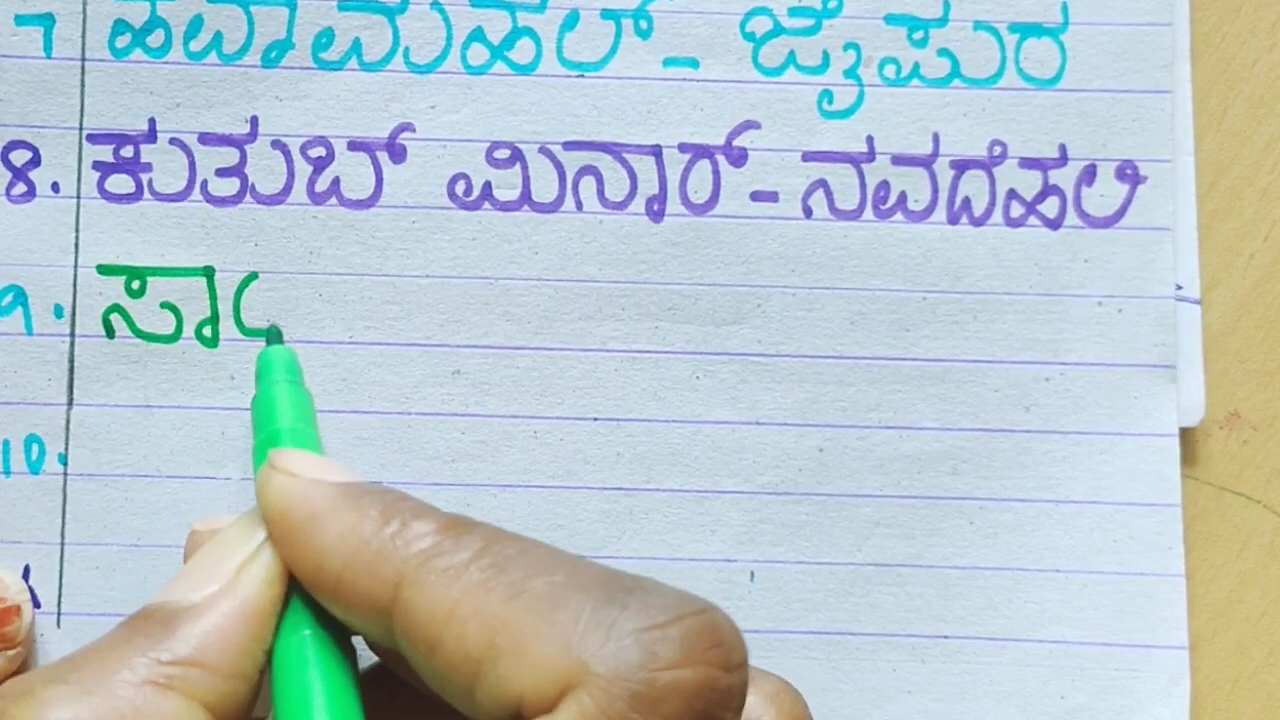 7 ಹವಾಮಹಲ್ - ಜೈಪುರ
8. ಕುತುಬ್ ಮಿನಾರ್ - ನವದೆಹಲಿ
9. ಸಾ
10.